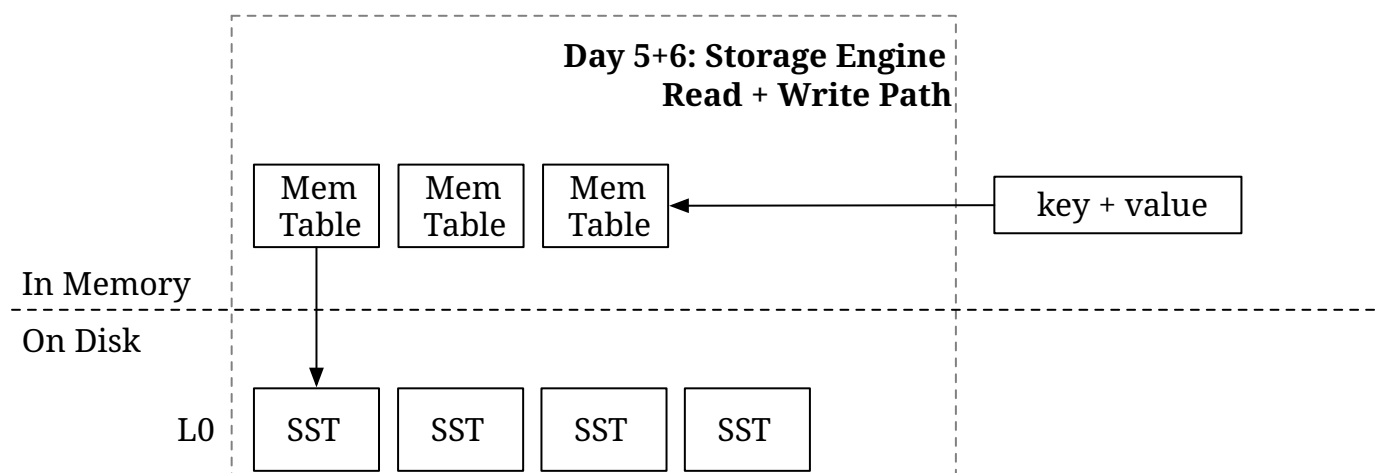 Day 5+6: Storage Engine
Read + Write Path
Mem
Table
Mem
Table
Mem
Table
key + value
In Memory
On Disk
L0
SST
SST
SST
SST